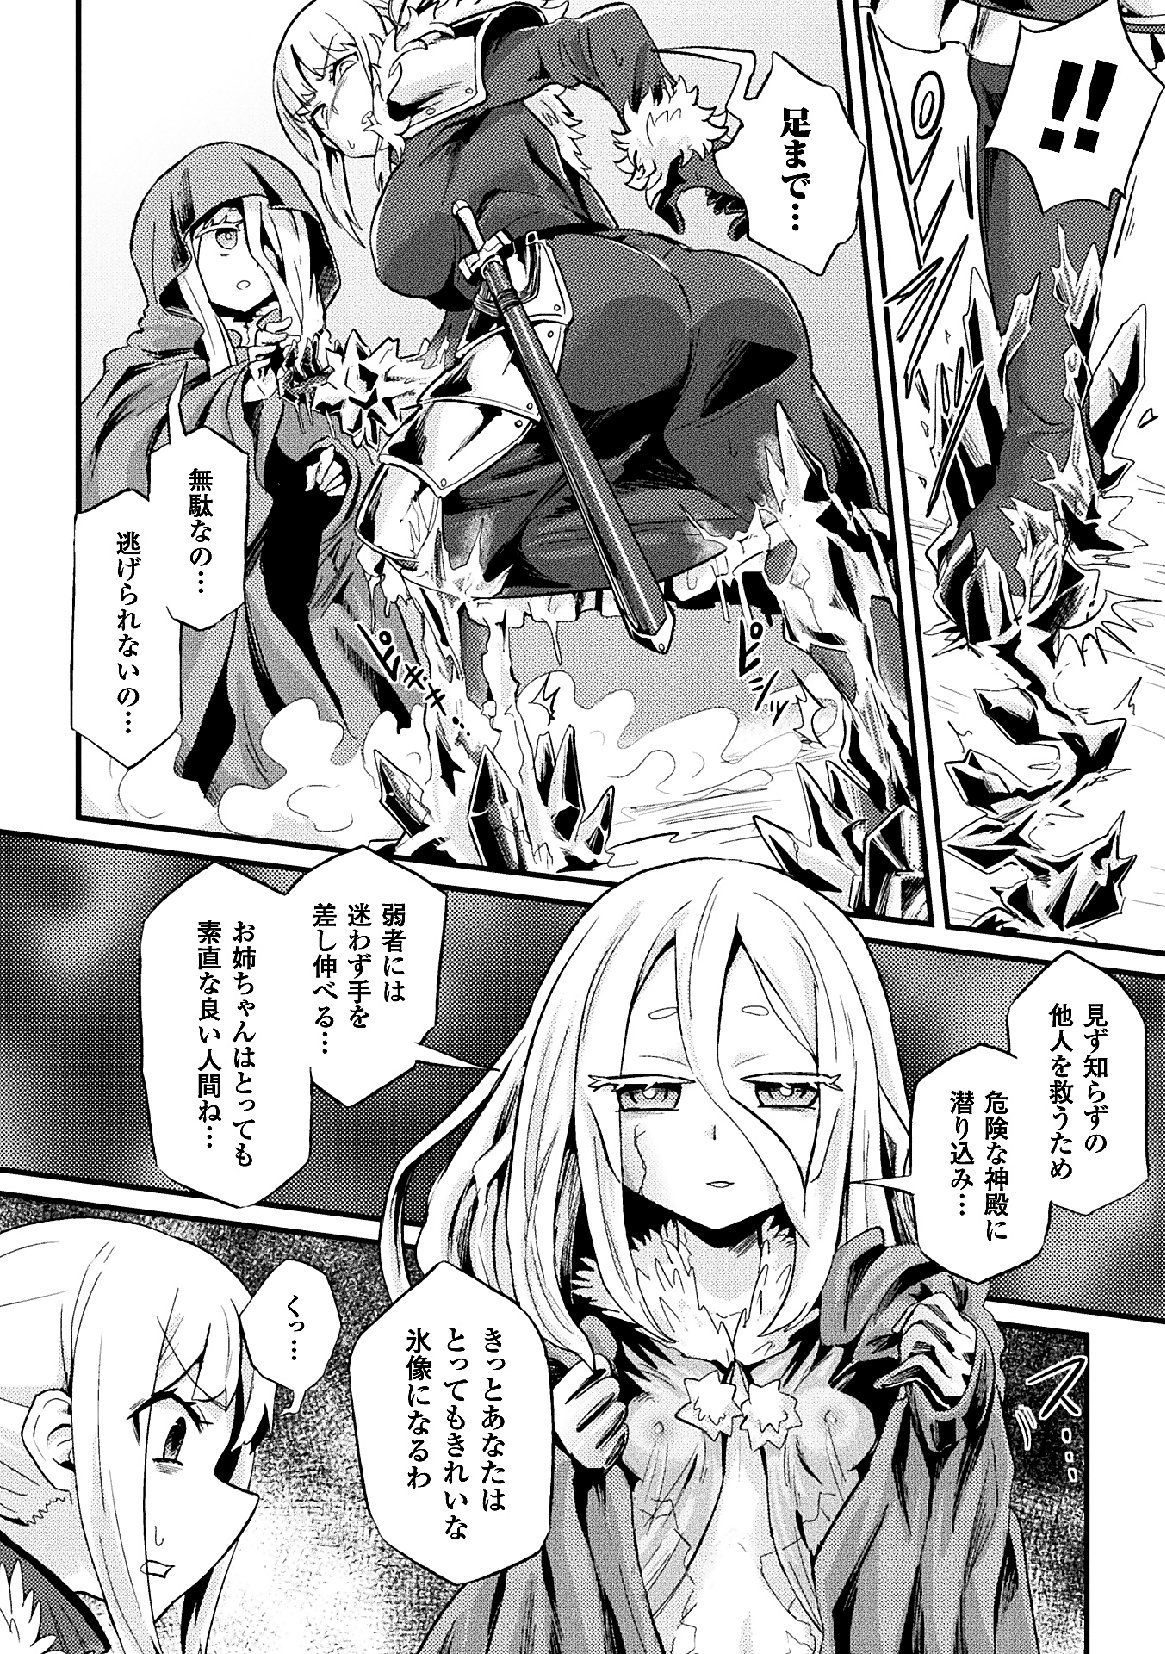 !!
足まで…
ピシッ
ピキキ…
無駄なの…
逃げられないの…
見ず知らずの
他人を救うため
危険な神殿に
潜り込み…
弱者には
迷わず手を
差し伸べる…
お姉ちゃんはとっても
素直な良い人間ね…
スッ…
きっとあなたは
とってもきれいな
氷像になるわ
くっ…